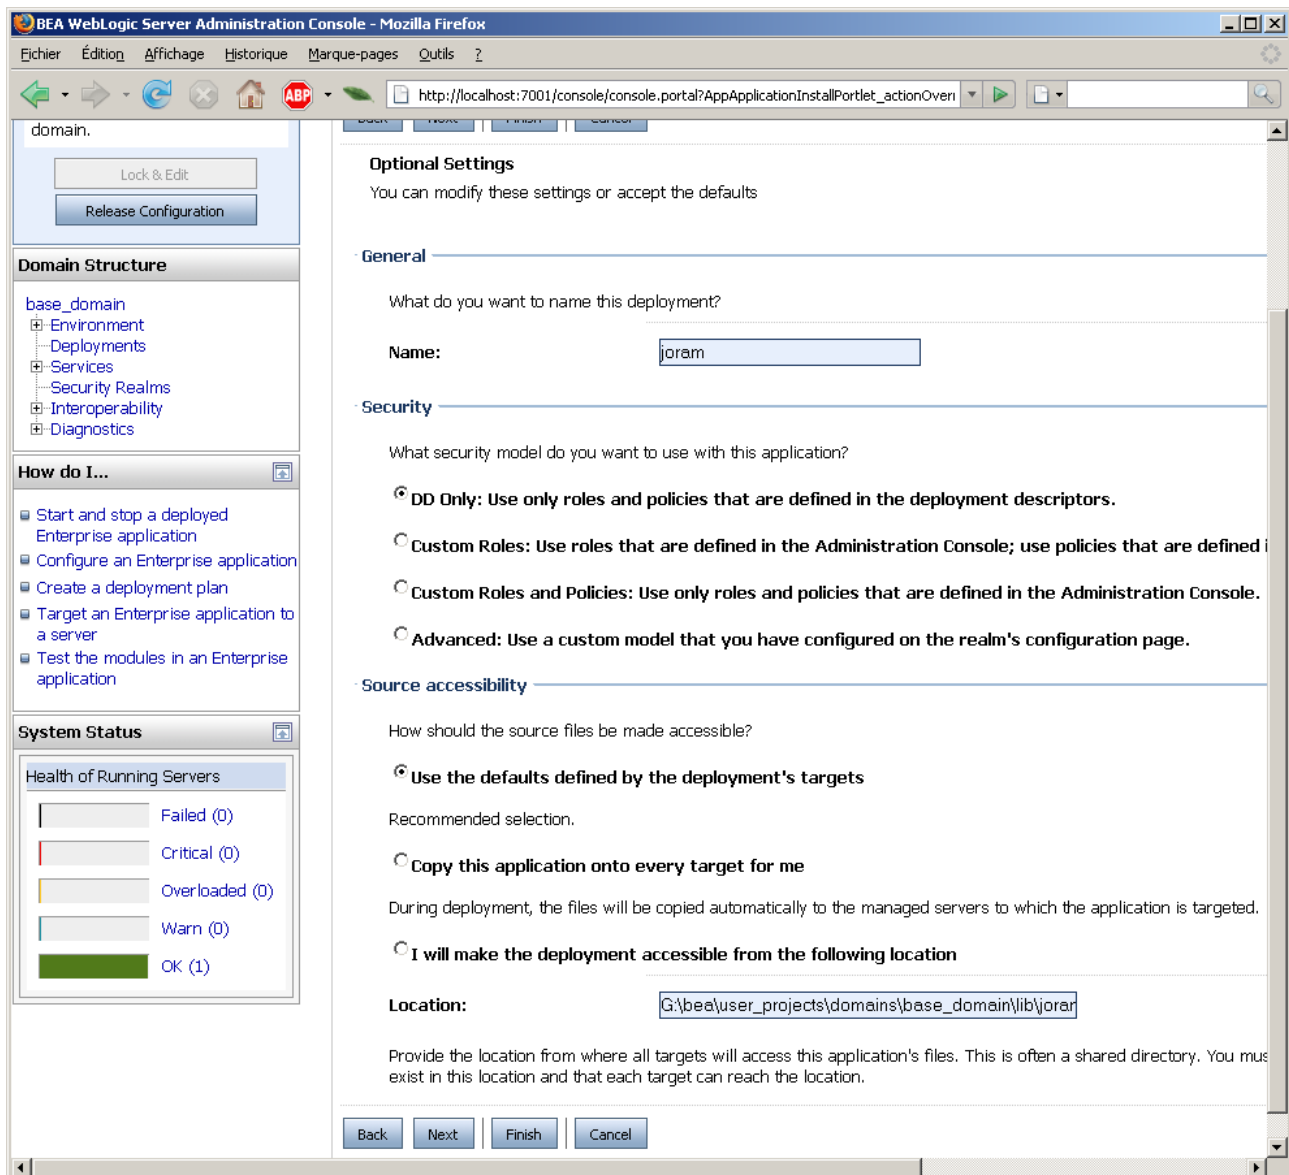 BEA WebLogic Server Administration Console - Mozilla Firefox
Fichier Édition Affichage Historique Marque-pages Outils ?
ABP http://localhost:7001/console/console.portal?AppApplicationInstallPortlet_actionOverr
domain.
Lock & Edit
Release Configuration
Domain Structure
base_domain
Environment
Deployments
Services
Security Realms
Interoperability
Diagnostics
How do I...
Start and stop a deployed
Enterprise application
Configure an Enterprise application
Create a deployment plan
Target an Enterprise application to
a server
Test the modules in an Enterprise
application
System Status
Health of Running Servers
Failed (0)
Critical (0)
Overloaded (0)
Warn (0)
OK (1)
Back Next Finish Cancel
Optional Settings
You can modify these settings or accept the defaults
General
What do you want to name this deployment?
Name: joram
Security
What security model do you want to use with this application?
DD Only: Use only roles and policies that are defined in the deployment descriptors.
Custom Roles: Use roles that are defined in the Administration Console; use policies that are defined i
Custom Roles and Policies: Use only roles and policies that are defined in the Administration Console.
Advanced: Use a custom model that you have configured on the realm's configuration page.
Source accessibility
How should the source files be made accessible?
Use the defaults defined by the deployment's targets
Recommended selection.
Copy this application onto every target for me
During deployment, the files will be copied automatically to the managed servers to which the application is targeted.
I will make the deployment accessible from the following location
Location: G:\bea\user_projects\domains\base_domain\lib\joran
Provide the location from where all targets will access this application's files. This is often a shared directory. You mus
exist in this location and that each target can reach the location.
Back Next Finish Cancel